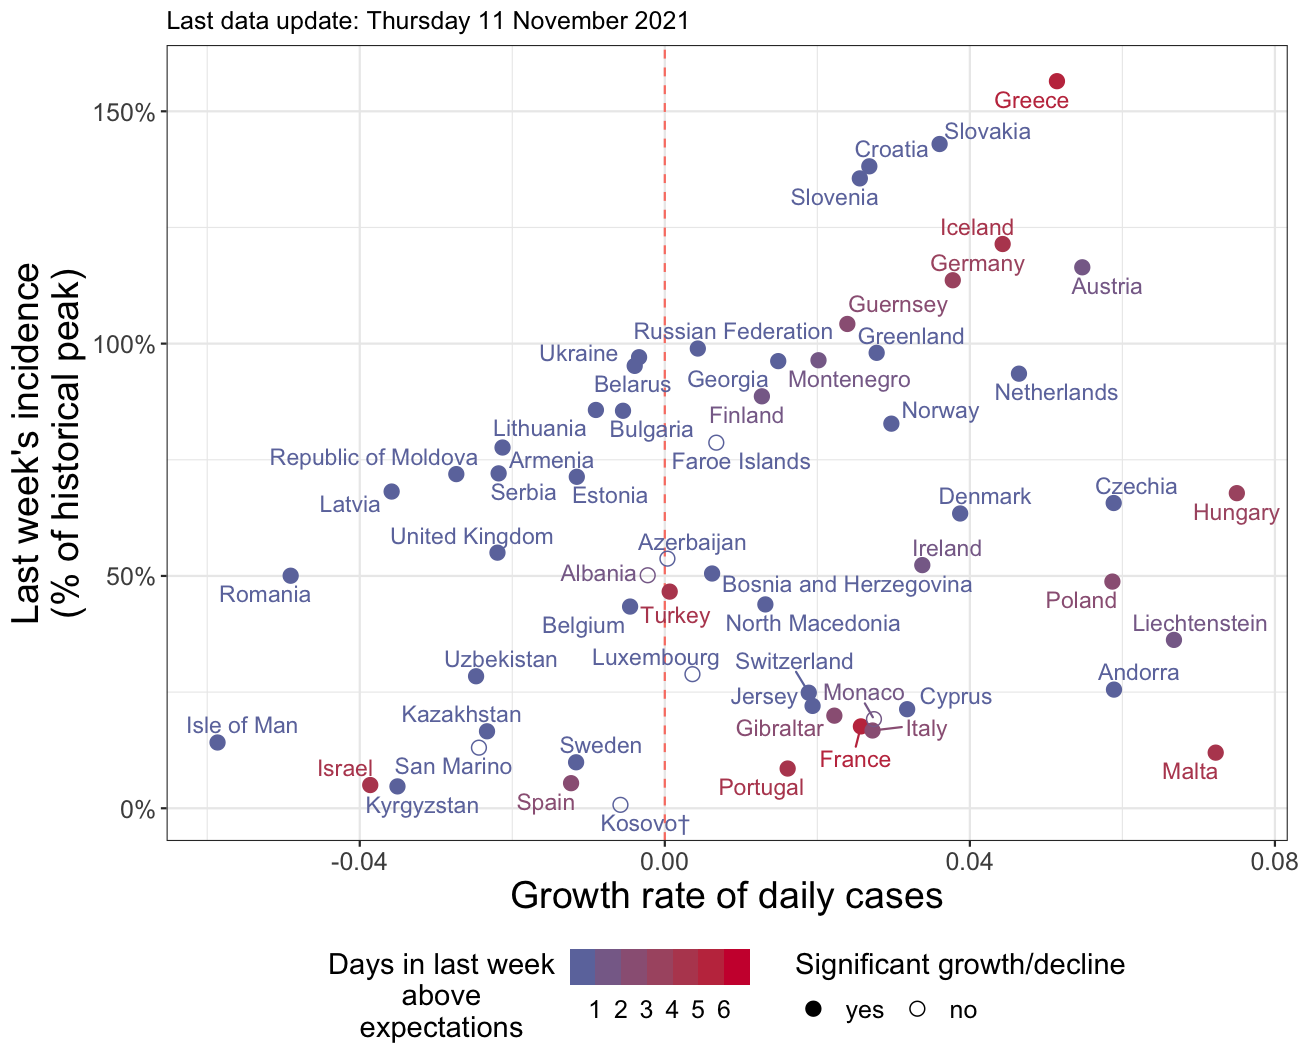 Last data update: Thursday 11 November 2021
Last week's incidence
(% of historical peak)
150%
100%
50%
0%
Greece
Slovakia
Croatia
Slovenia
Iceland
Germany
Austria
Guernsey
Russian Federation
Greenland
Ukraine
Belarus
Georgia
Montenegro
Netherlands
Finland
Norway
Lithuania
Bulgaria
Republic of Moldova
Armenia
Faroe Islands
Latvia
Serbia
Estonia
Denmark
Czechia
Hungary
United Kingdom
Azerbaijan
Ireland
Albania
Bosnia and Herzegovina
Romania
Turkey
Poland
Belgium
North Macedonia
Liechtenstein
Uzbekistan
Luxembourg
Switzerland
Andorra
Jersey
Monaco
Cyprus
Isle of Man
Kazakhstan
Gibraltar
Italy
San Marino
Sweden
France
Israel
Kyrgyzstan
Spain
Portugal
Malta
Kosovo†
-0.04
0.00
0.04
0.08
Growth rate of daily cases
Days in last week
above
expectations
1 2 3 4 5 6
Significant growth/decline
yes
no